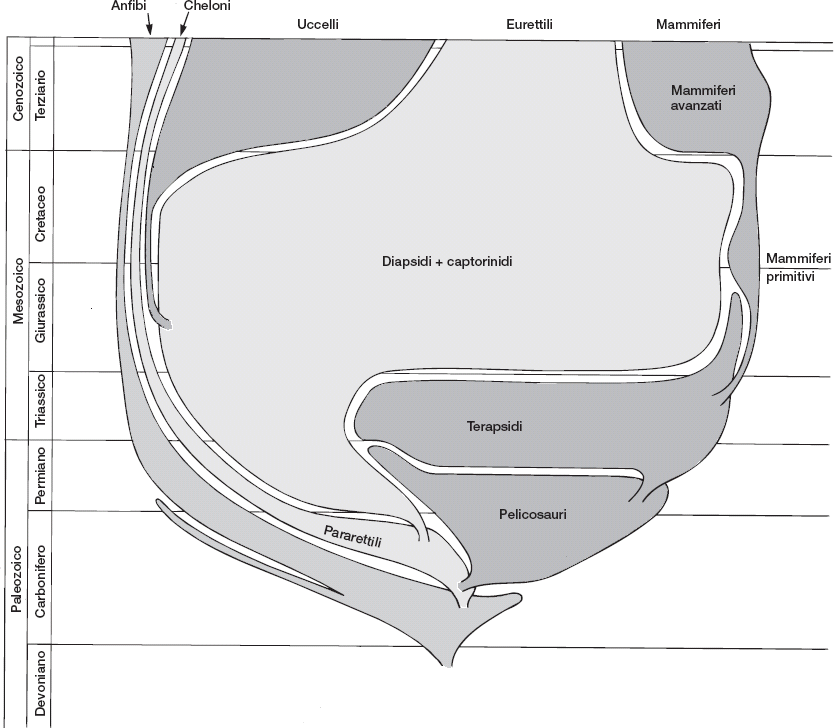 Anfibi
Cheloni
Uccelli
Eurettili
Mammiferi
Cenozoico
Terziario
Mammiferi
avanzati
Mesozoico
Cretaceo
Diapsidi + captorinidi
Mammiferi
primitivi
Giurassico
Triassico
Terapsidi
Paleozoico
Permiano
Pelicosauri
Pararettili
Carbonifero
Devoniano